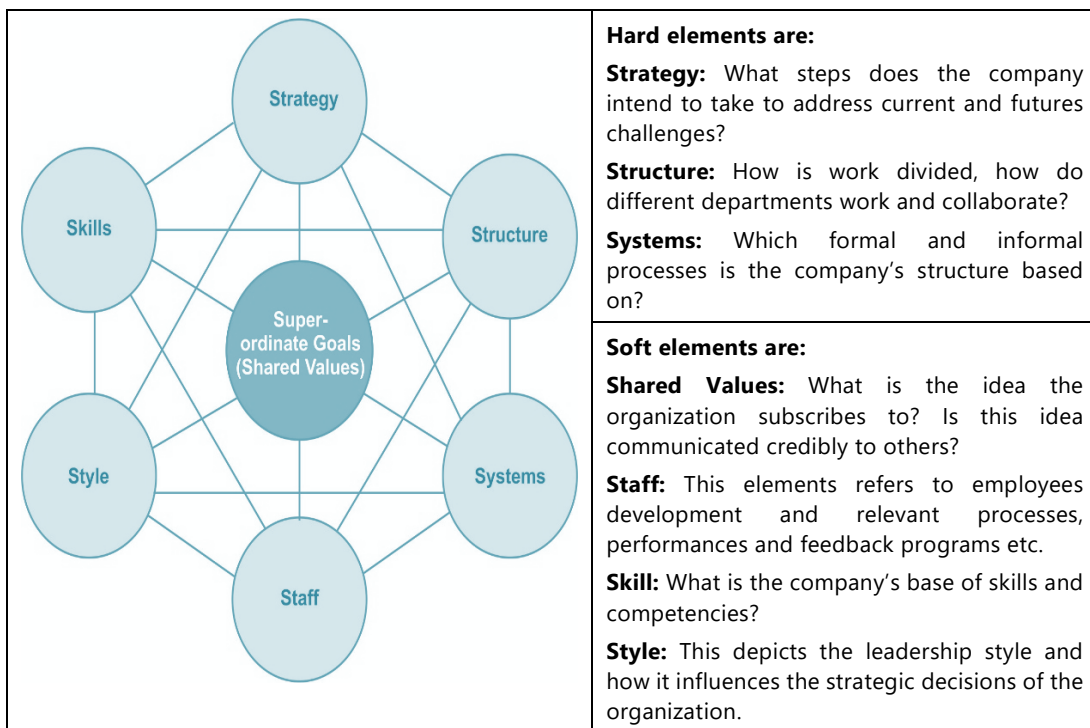 Strategy
Skills
Structure
Super-
ordinate Goals
(Shared Values)
Style
Systems
Staff
Hard elements are:
Strategy: What steps does the company
intend to take to address current and futures
challenges?
Structure: How is work divided, how do
different departments work and collaborate?
Systems: Which formal and informal
processes is the company’s structure based
on?
Soft elements are:
Shared Values: What is the idea the
organization subscribes to? Is this idea
communicated credibly to others?
Staff: This elements refers to employees
development and relevant processes,
performances and feedback programs etc.
Skill: What is the company’s base of skills and
competencies?
Style: This depicts the leadership style and
how it influences the strategic decisions of the
organization.